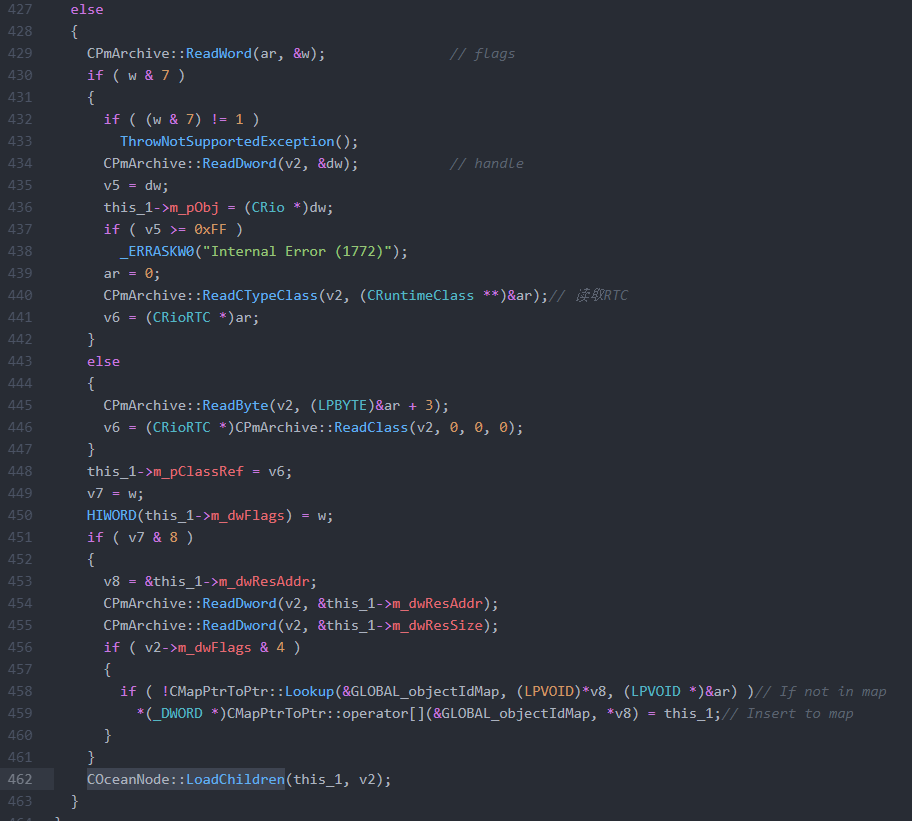 427 else
428 {
429 CPmArchive::ReadWord(ar, &w); // flags
430 if ( w & 7 )
431 {
432 if ( (w & 7) != 1 )
433 ThrowNotSupportedException();
434 CPmArchive::ReadDword(v2, &dw); // handle
435 v5 = dw;
436 this_1->m_pObj = (CRio *)dw;
437 if ( v5 >= 0xFF )
438 _ERRASKW0("Internal Error (1772)");
439 ar = 0;
440 CPmArchive::ReadCTypeClass(v2, (CRuntimeClass **)&ar);// 读取RTC
441 v6 = (CRioRTC *)ar;
442 }
443 else
444 {
445 CPmArchive::ReadByte(v2, (LPBYTE)&ar + 3);
446 v6 = (CRioRTC *)CPmArchive::ReadClass(v2, 0, 0, 0);
447 }
448 this_1->m_pClassRef = v6;
449 v7 = w;
450 HIWORD(this_1->m_dwFlags) = w;
451 if ( v7 & 8 )
452 {
453 v8 = &this_1->m_dwResAddr;
454 CPmArchive::ReadDword(v2, &this_1->m_dwResAddr);
455 CPmArchive::ReadDword(v2, &this_1->m_dwResSize);
456 if ( v2->m_dwFlags & 4 )
457 {
458 if ( !CMapPtrToPtr::Lookup(&GLOBAL_objectIdMap, (LPVOID)*v8, (LPVOID *)&ar) )// If not in map
459 *(_DWORD *)CMapPtrToPtr::operator[](&GLOBAL_objectIdMap, *v8) = this_1;// Insert to map
460 }
461 }
462 COceanNode::LoadChildren(this_1, v2);
463 }